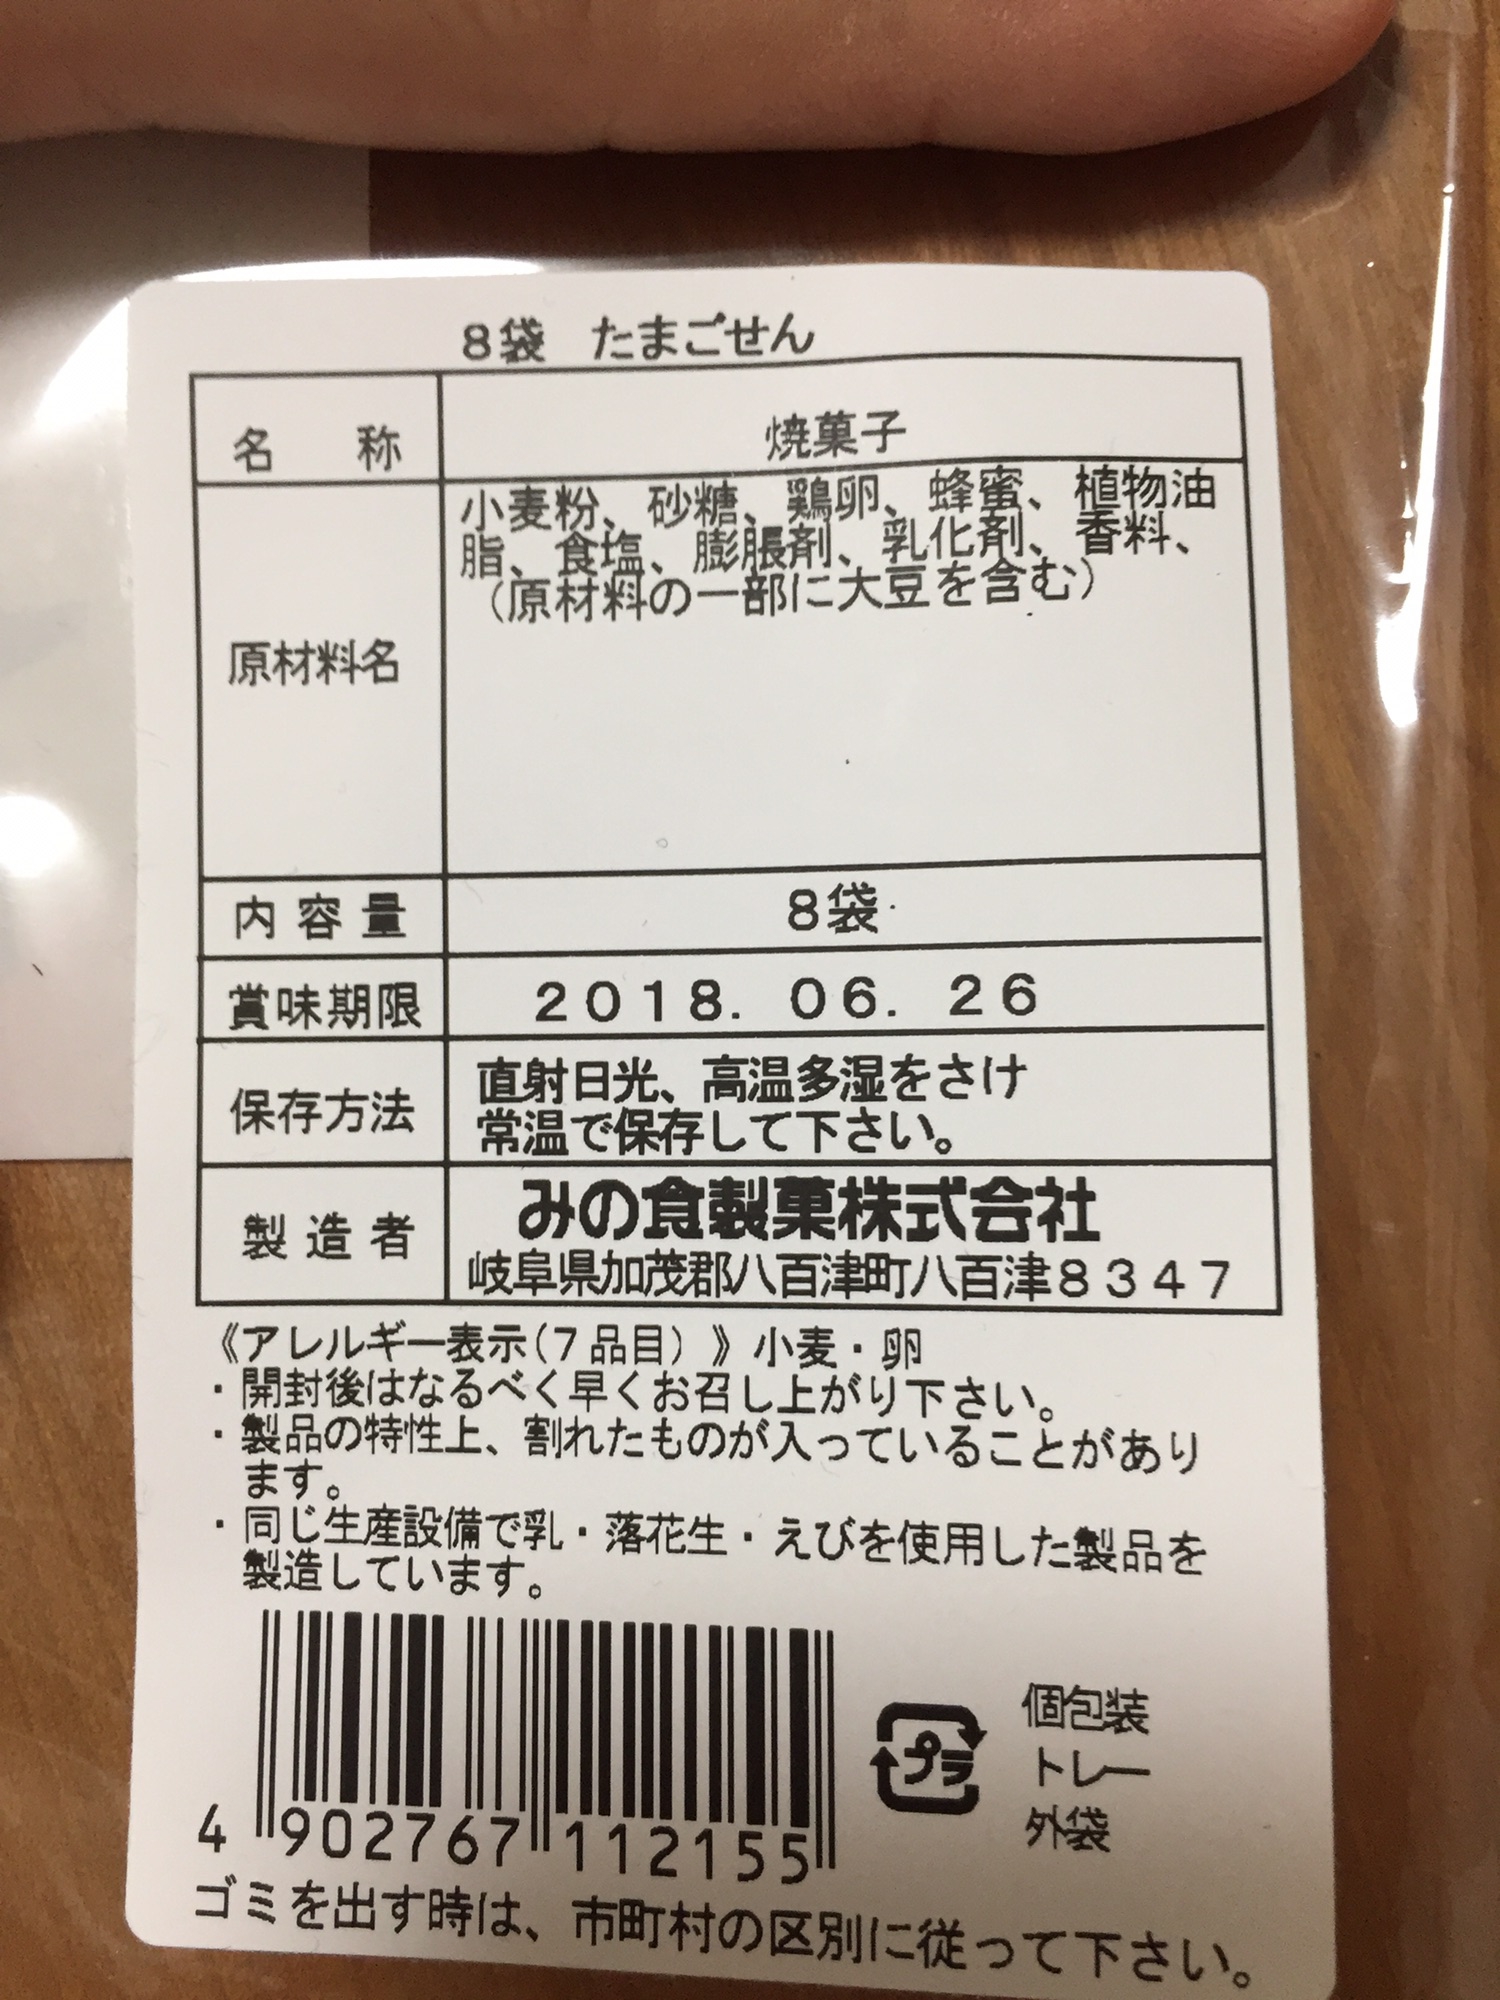 8袋　たまごせん
名　称
焼菓子
原材料名
小麦粉、砂糖、鶏卵、蜂蜜、植物油
脂、食塩、膨脹剤、乳化剤、香料、
（原材料の一部に大豆を含む）
内容量
8袋
賞味期限
2018. 06. 26
保存方法
直射日光、高温多湿をさけ
常温で保存して下さい。
製造者
みの食製菓株式会社
岐阜県加茂郡八百津町八百津8347
《アレルギー表示(7品目)》小麦・卵
・開封後はなるべく早くお召し上がり下さい。
・製品の特性上、割れたものが入っていることがあり
ます。
・同じ生産設備で乳・落花生・えびを使用した製品を
製造しています。
4 902767 112155
プラ
個包装
トレー
外袋
ゴミを出す時は、市町村の区別に従って下さい。